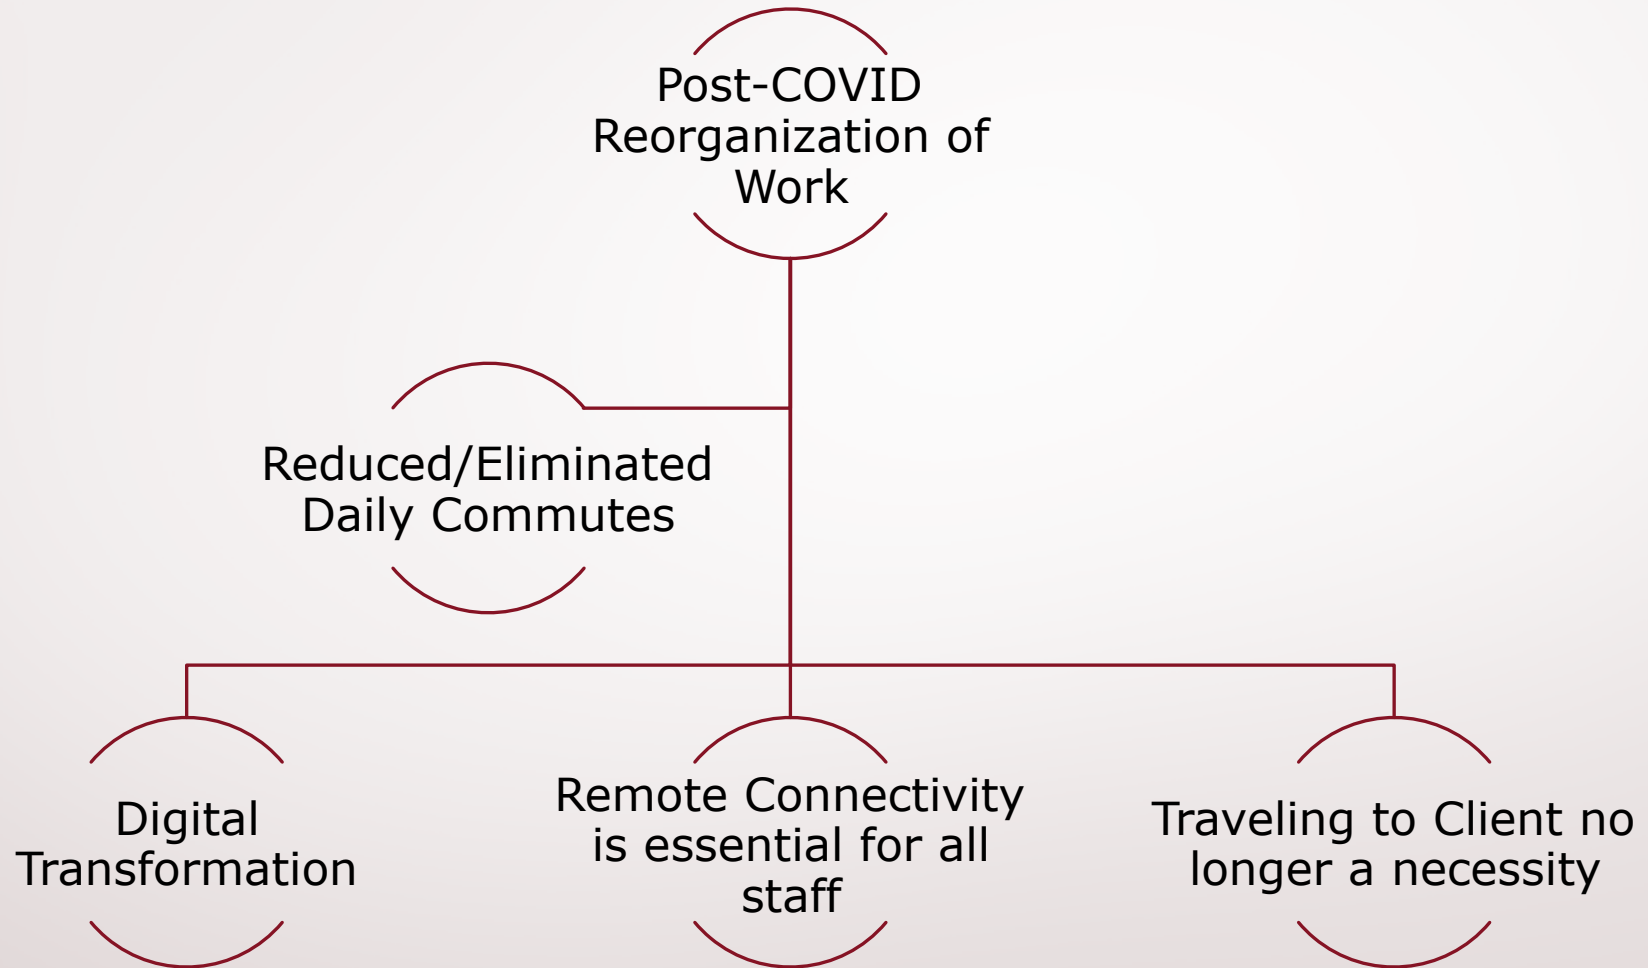 Post-COVID
Reorganization of
Work
Reduced/Eliminated
Daily Commutes
Digital
Transformation
Remote Connectivity
is essential for all
staff
Traveling to Client no
longer a necessity